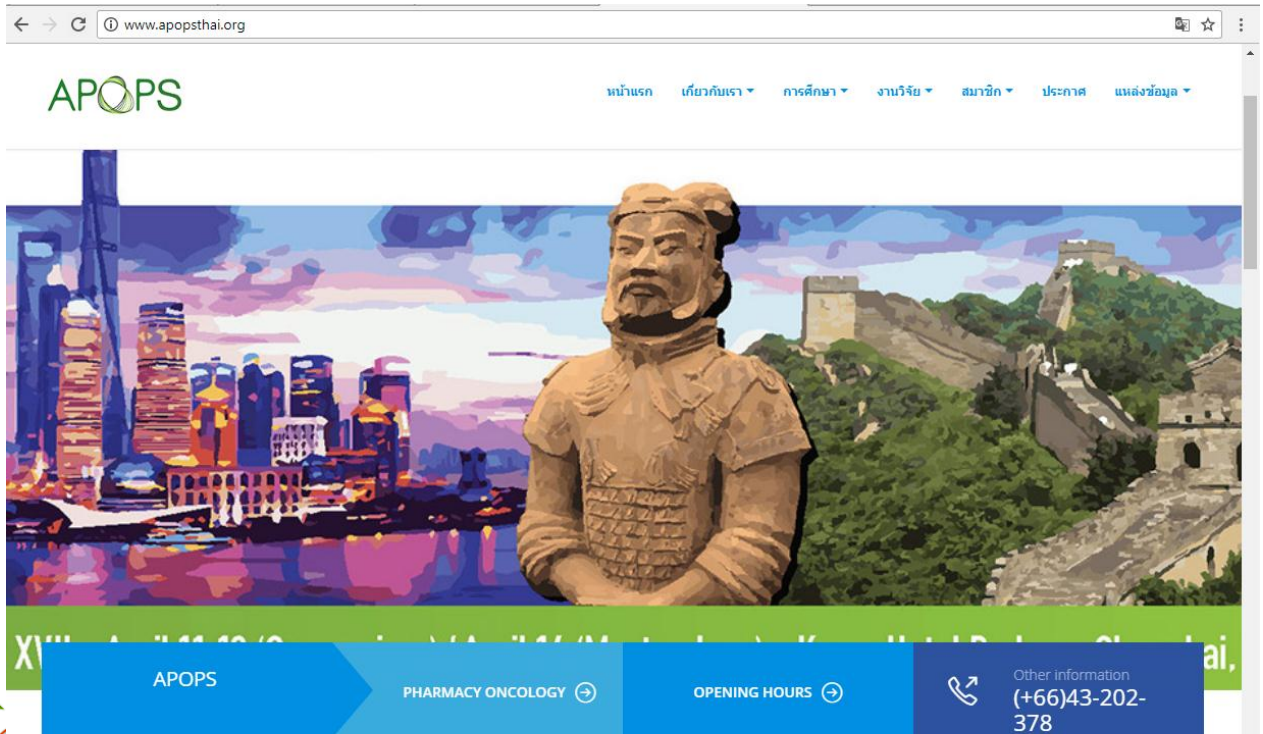 www.apopsthai.org
APOPS
หน้าแรก เกี่ยวกับเรา การศึกษา งานวิจัย สมาชิก ประกาศ แหล่งข้อมูล
ai,
APOPS
PHARMACY ONCOLOGY
OPENING HOURS
Other information
(+66)43-202-
378